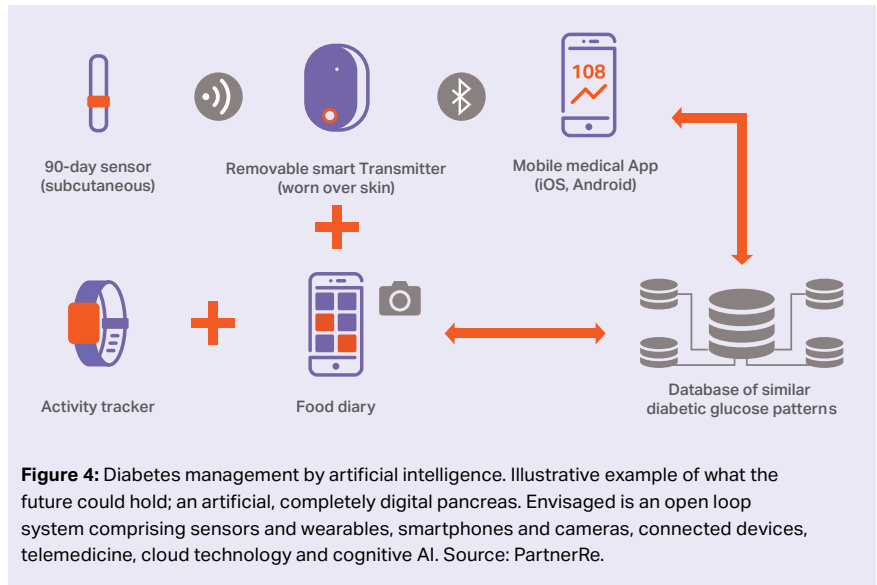 108
90-day sensor
(subcutaneous)
Removable smart Transmitter
(worn over skin)
Mobile medical App
(iOS, Android)
Activity tracker
Food diary
Database of similar
diabetic glucose patterns
Figure 4: Diabetes management by artificial intelligence. Illustrative example of what the
future could hold; an artificial, completely digital pancreas. Envisaged is an open loop
system comprising sensors and wearables, smartphones and cameras, connected devices,
telemedicine, cloud technology and cognitive AI. Source: PartnerRe.